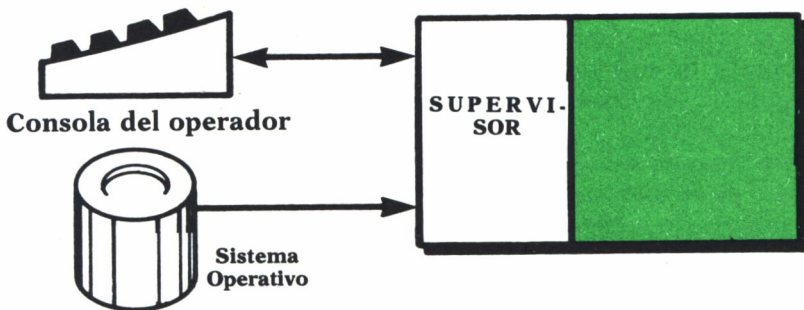 SUPERVI-
SOR
Consola del operador
Sistema
Operativo